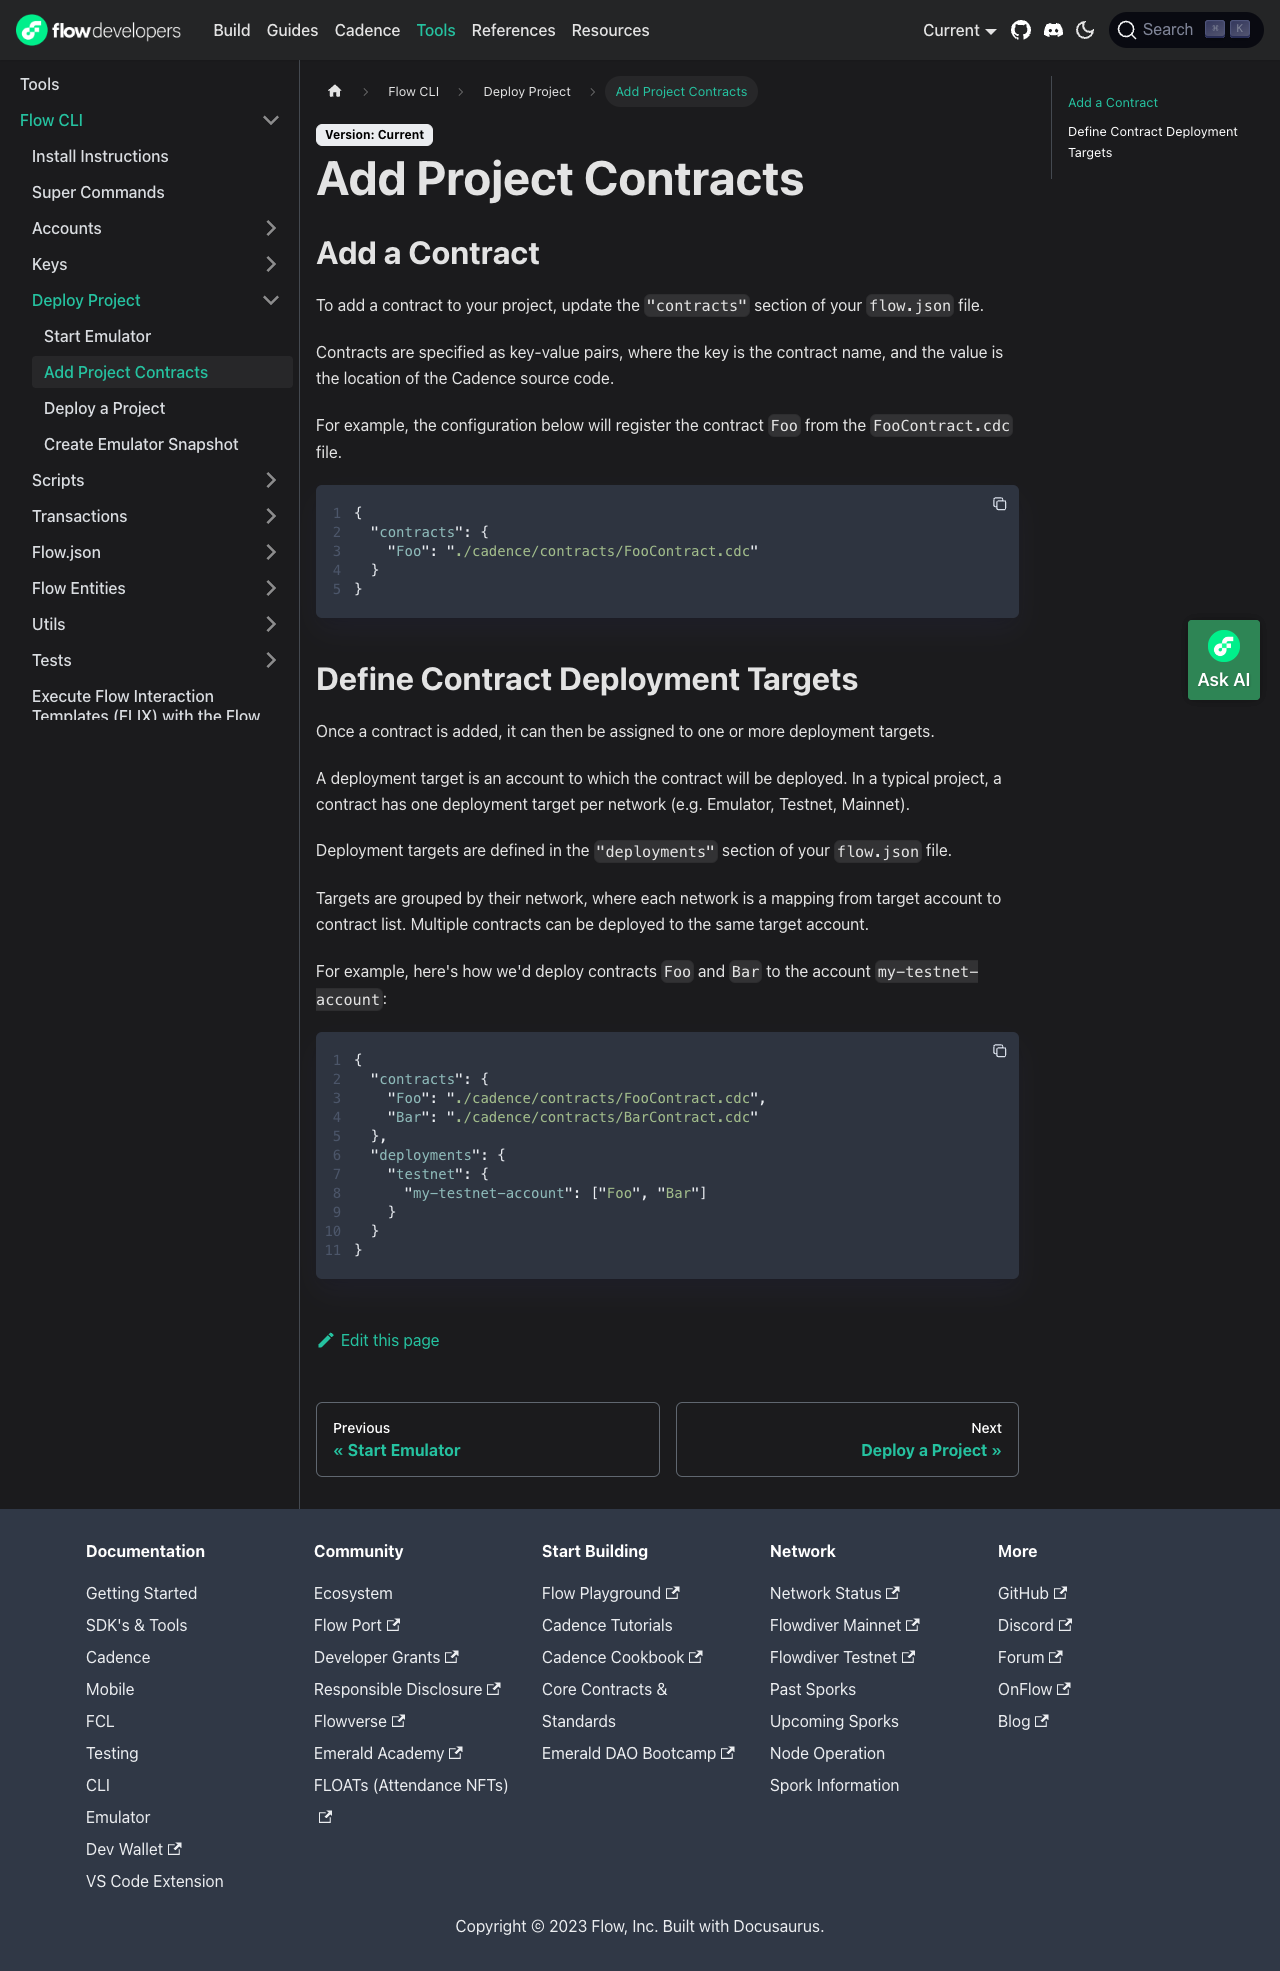 flowdevelopers Build Guides Cadence Tools References Resources Current Search ⌘ K
Tools
Flow CLI
Install Instructions
Super Commands
Accounts
Keys
Deploy Project
Start Emulator
Add Project Contracts
Deploy a Project
Create Emulator Snapshot
Scripts
Transactions
Flow.json
Flow Entities
Utils
Tests
Execute Flow Interaction
Templates (FLIX) with the Flow
Flow CLI Deploy Project Add Project Contracts
Version: Current
Add Project Contracts
Add a Contract
To add a contract to your project, update the "contracts" section of your flow.json file.
Contracts are specified as key-value pairs, where the key is the contract name, and the value is
the location of the Cadence source code.
For example, the configuration below will register the contract Foo from the FooContract.cdc
file.
1 {
2 "contracts": {
3 "Foo": "./cadence/contracts/FooContract.cdc"
4 }
5 }
Define Contract Deployment Targets
Once a contract is added, it can then be assigned to one or more deployment targets.
A deployment target is an account to which the contract will be deployed. In a typical project, a
contract has one deployment target per network (e.g. Emulator, Testnet, Mainnet).
Deployment targets are defined in the "deployments" section of your flow.json file.
Targets are grouped by their network, where each network is a mapping from target account to
contract list. Multiple contracts can be deployed to the same target account.
For example, here's how we'd deploy contracts Foo and Bar to the account my-testnet-
account:
1 {
2 "contracts": {
3 "Foo": "./cadence/contracts/FooContract.cdc",
4 "Bar": "./cadence/contracts/BarContract.cdc"
5 },
6 "deployments": {
7 "testnet": {
8 "my-testnet-account": ["Foo", "Bar"]
9 }
10 }
11 }
Edit this page
Previous
« Start Emulator
Next
Deploy a Project »
Add a Contract
Define Contract Deployment
Targets
Ask AI
Documentation
Getting Started
SDK's & Tools
Cadence
Mobile
FCL
Testing
CLI
Emulator
Dev Wallet
VS Code Extension
Community
Ecosystem
Flow Port
Developer Grants
Responsible Disclosure
Flowverse
Emerald Academy
FLOATs (Attendance NFTs)
Start Building
Flow Playground
Cadence Tutorials
Cadence Cookbook
Core Contracts &
Standards
Emerald DAO Bootcamp
Network
Network Status
Flowdiver Mainnet
Flowdiver Testnet
Past Sporks
Upcoming Sporks
Node Operation
Spork Information
More
GitHub
Discord
Forum
OnFlow
Blog
Copyright © 2023 Flow, Inc. Built with Docusaurus.